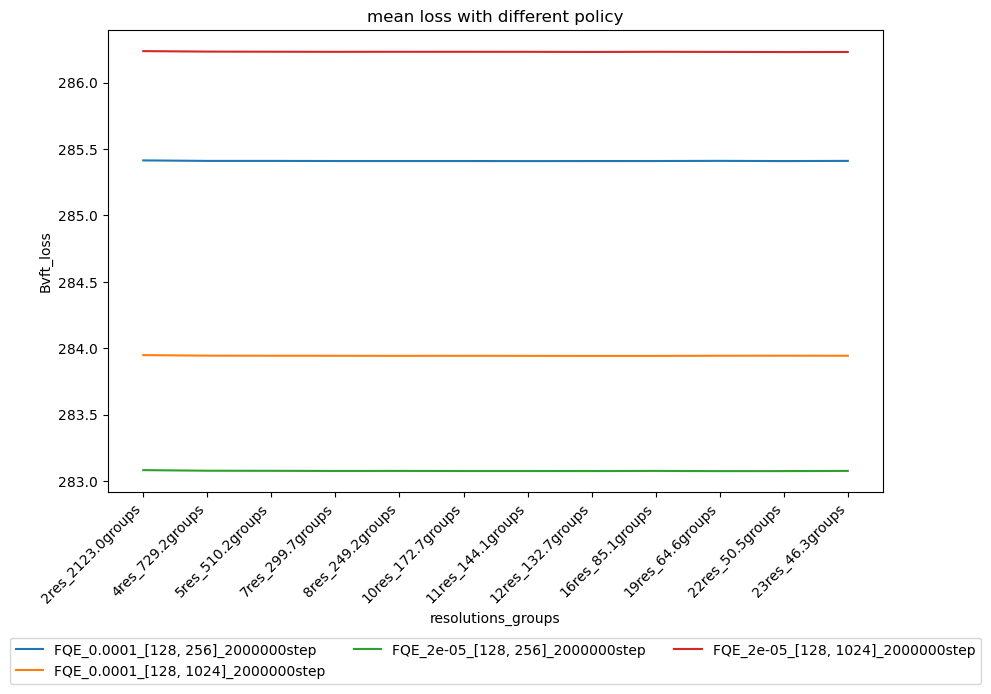 mean loss with different policy
286.0
285.5
285.0
284.5
284.0
283.5
283.0
Bvft_loss
2res_2123.0groups
4res_729.2groups
5res_510.2groups
7res_299.7groups
8res_249.2groups
10res_172.7groups
11res_144.1groups
12res_132.7groups
16res_85.1groups
19res_64.6groups
22res_50.5groups
23res_46.3groups
resolutions_groups
FQE_0.0001_[128, 256]_2000000step
FQE_0.0001_[128, 1024]_2000000step
FQE_2e-05_[128, 256]_2000000step
FQE_2e-05_[128, 1024]_2000000step